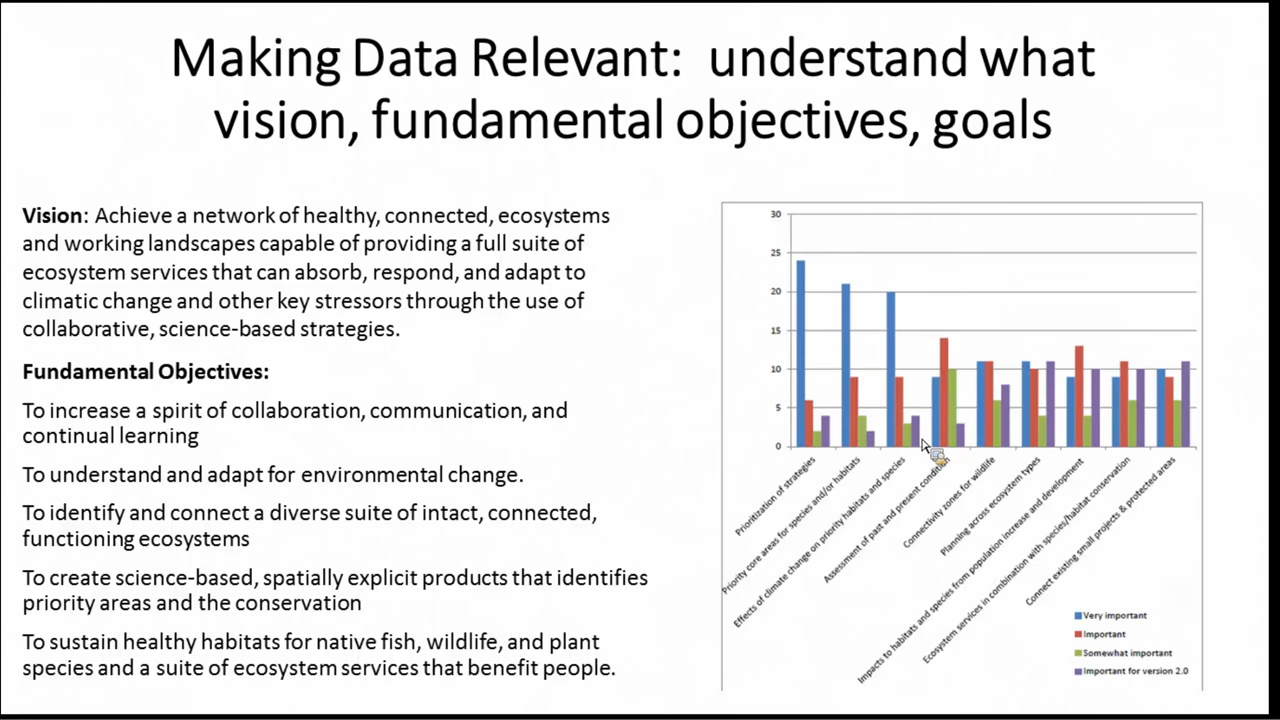 Making Data Relevant:  understand what
vision, fundamental objectives, goals
Vision: Achieve a network of healthy, connected, ecosystems
and working landscapes capable of providing a full suite of
ecosystem services that can absorb, respond, and adapt to
climatic change and other key stressors through the use of
collaborative, science-based strategies.
Fundamental Objectives:
To increase a spirit of collaboration, communication, and
continual learning
To understand and adapt for environmental change.
To identify and connect a diverse suite of intact, connected,
functioning ecosystems
To create science-based, spatially explicit products that identifies
priority areas and the conservation
To sustain healthy habitats for native fish, wildlife, and plant
species and a suite of ecosystem services that benefit people.
30
25
20
15
10
5
0
Prioritization of strategies
Priority core areas for species and/or habitats
Effects of climate change on priority habitats and species
Assessment of past and present condition
Connectivity zones for wildlife
Planning across ecosystem types
Impacts to habitats and species from population increase and development
Ecosystem services in combination with species/habitat conservation
Connect existing small projects & protected areas
Very important
Important
Somewhat important
Important for version 2.0